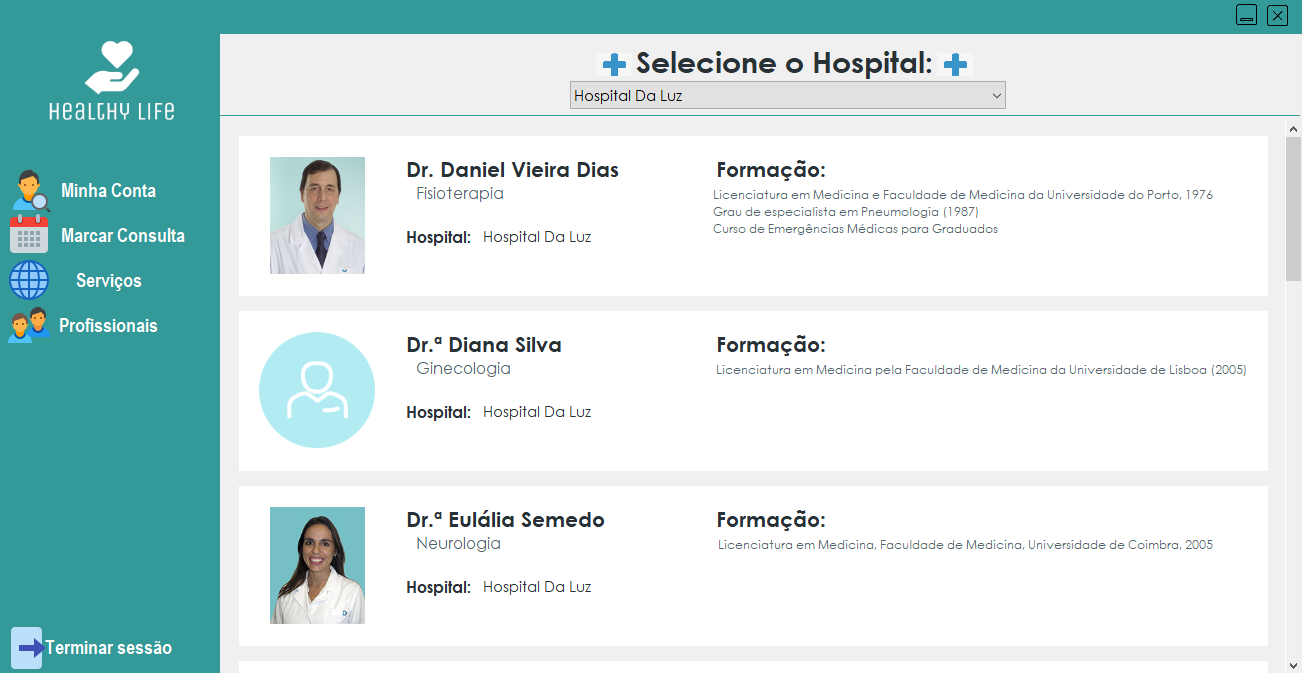 HEALTHY LIFE
Minha Conta
Marcar Consulta
Serviços
Profissionais
Terminar sessão
Selecione o Hospital:
Hospital Da Luz
Dr. Daniel Vieira Dias
Fisioterapia
Hospital: Hospital Da Luz
Formação:
Licenciatura em Medicina e Faculdade de Medicina da Universidade do Porto, 1976
Grau de especialista em Pneumologia (1987)
Curso de Emergências Médicas para Graduados
Dr.ª Diana Silva
Ginecologia
Hospital: Hospital Da Luz
Formação:
Licenciatura em Medicina pela Faculdade de Medicina da Universidade de Lisboa (2005)
Dr.ª Eulália Semedo
Neurologia
Hospital: Hospital Da Luz
Formação:
Licenciatura em Medicina, Faculdade de Medicina, Universidade de Coimbra, 2005